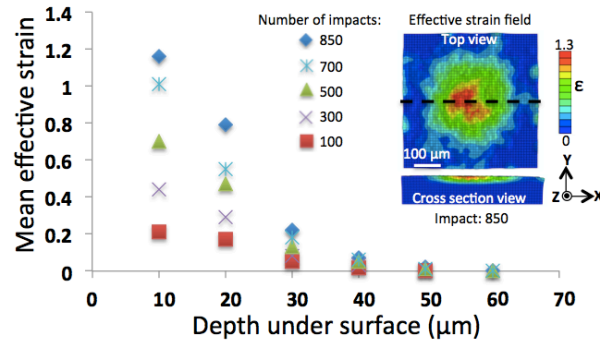 Mean effective strain
1.4
1.2
1
0.8
0.6
0.4
0.2
0
0
10
20
30
40
50
60
70
Depth under surface (μm)
Number of impacts:
850
700
500
300
100
Effective strain field
Top view
100 μm
Cross section view
Impact: 850
1.3
ε
0
Y
Z
X